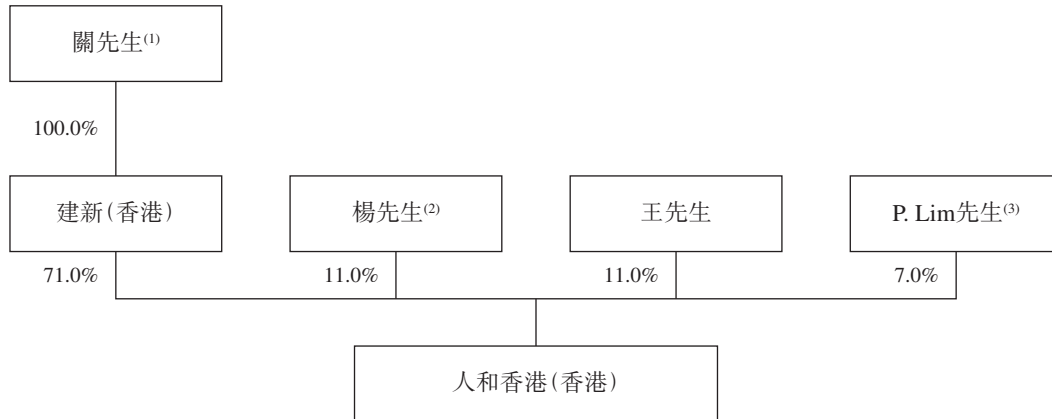 關先生(1)
100.0%
建新(香港)
楊先生(2)
王先生
P. Lim先生(3)
71.0%
11.0%
11.0%
7.0%
人和香港(香港)